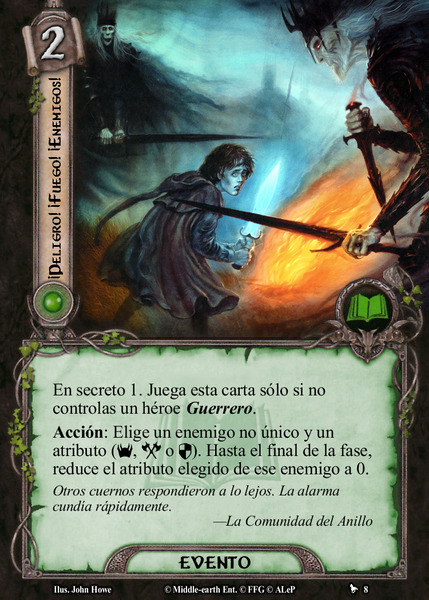 2
¡Peligro! ¡Fuego! ¡Enemigos!
En secreto 1. Juega esta carta sólo si no
controlas un héroe Guerrero.
Acción: Elige un enemigo no único y un
atributo ( , o ). Hasta el final de la fase,
reduce el atributo elegido de ese enemigo a 0.
Otros cuernos respondieron a lo lejos. La alarma
cundía rápidamente.
—La Comunidad del Anillo
EVENTO
Ilus. John Howe © Middle-earth Ent. © FFG © ALeP 8